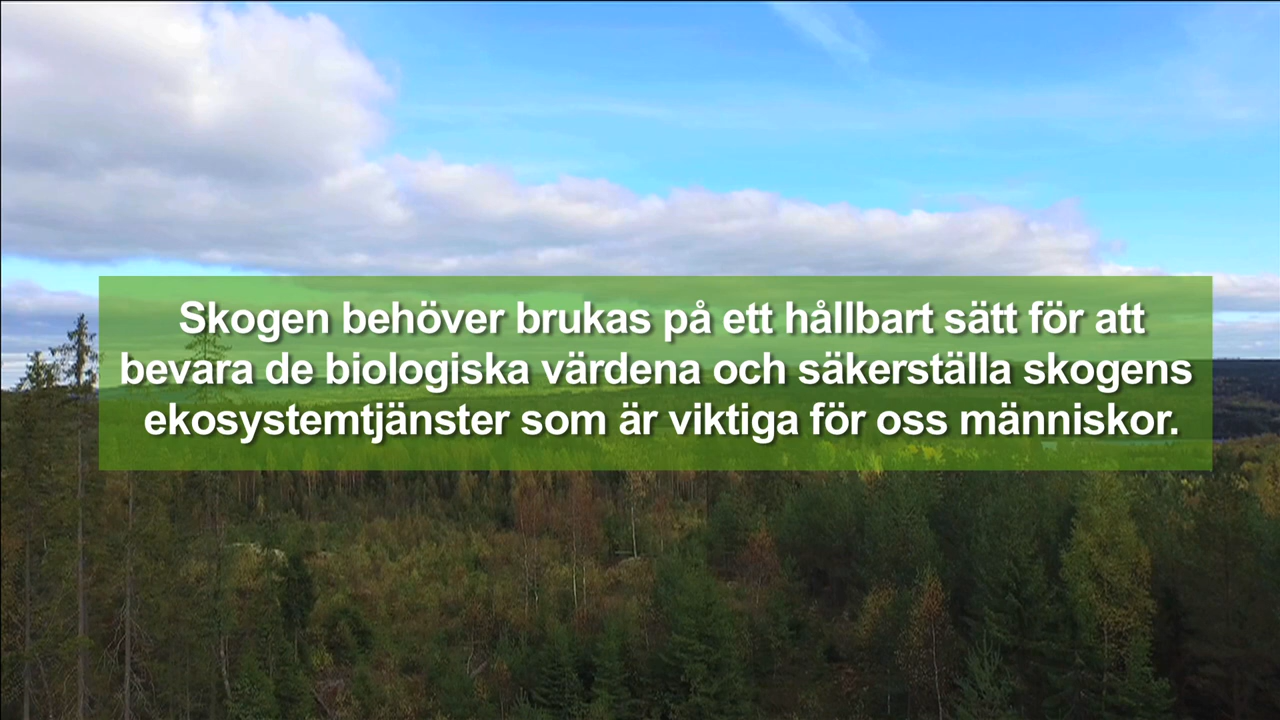 Skogen behöver brukas på ett hållbart sätt för att
bevara de biologiska värdena och säkerställa skogens
ekosystemtjänster som är viktiga för oss människor.